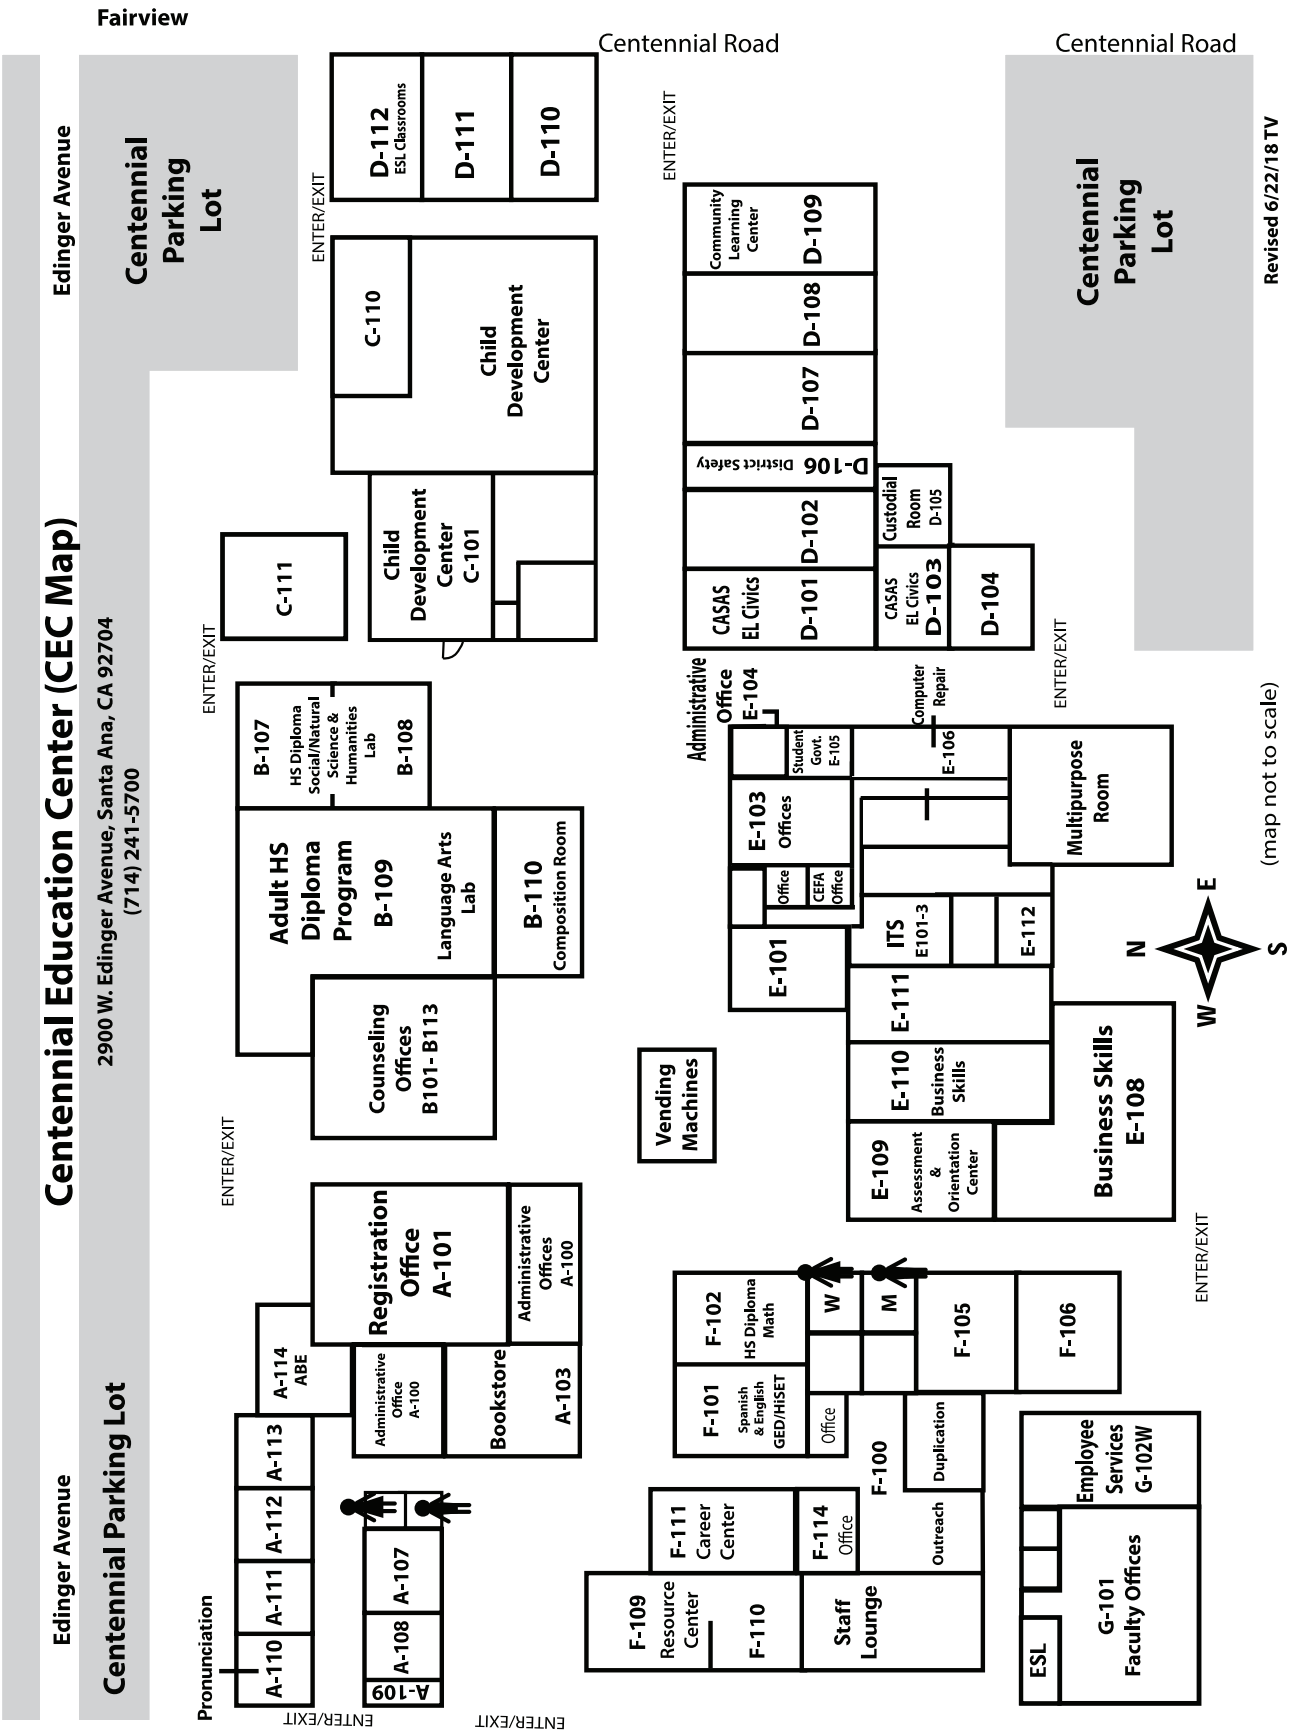 Centennial Education Center (CEC Map)
2900 W. Edinger Avenue, Santa Ana, CA 92704
(714) 241-5700
Edinger Avenue
Edinger Avenue
Fairview
Centennial Parking Lot
Centennial
Parking
Lot
Pronunciation
A-110
A-111
A-112
A-113
A-114
ABE
ENTER/EXIT
ENTER/EXIT
A-109
A-108
A-107
Administrative
Office
A-100
Bookstore
A-103
Registration
Office
A-101
Administrative
Offices
A-100
ENTER/EXIT
Counseling
Offices
B101- B113
Adult HS
Diploma
Program
B-109
Language Arts
Lab
B-110
Composition Room
B-107
HS Diploma
Social/Natural
Science &
Humanities
Lab
B-108
ENTER/EXIT
C-111
Child
Development
Center
C-101
C-110
Child
Development
Center
ENTER/EXIT
D-112
ESL Classrooms
D-111
D-110
Centennial Road
ENTER/EXIT
Community
Learning
Center
D-109
D-108
D-107
District Safety
D-106
D-102
CASAS
EL Civics
D-101
Custodial
Room
D-105
CASAS
EL Civics
D-103
D-104
ENTER/EXIT
Centennial Road
Centennial
Parking
Lot
Revised 6/22/18 TV
Vending
Machines
Administrative
Office
E-104
Student
Govt.
E-105
Computer
Repair
E-106
E-103
Offices
Office
CEFA
Office
Multipurpose
Room
E-101
ITS
E101-3
E-112
E-111
E-110
Business
Skills
E-109
Assessment
&
Orientation
Center
Business Skills
E-108
ENTER/EXIT
F-102
HS Diploma
Math
W
M
F-105
F-106
F-101
Spanish
& English
GED/HiSET
Office
F-100
Duplication
F-111
Career
Center
F-114
Office
Outreach
F-109
Resource
Center
F-110
Staff
Lounge
Employee
Services
G-102W
ESL
G-101
Faculty Offices
N
E
S
W
(map not to scale)